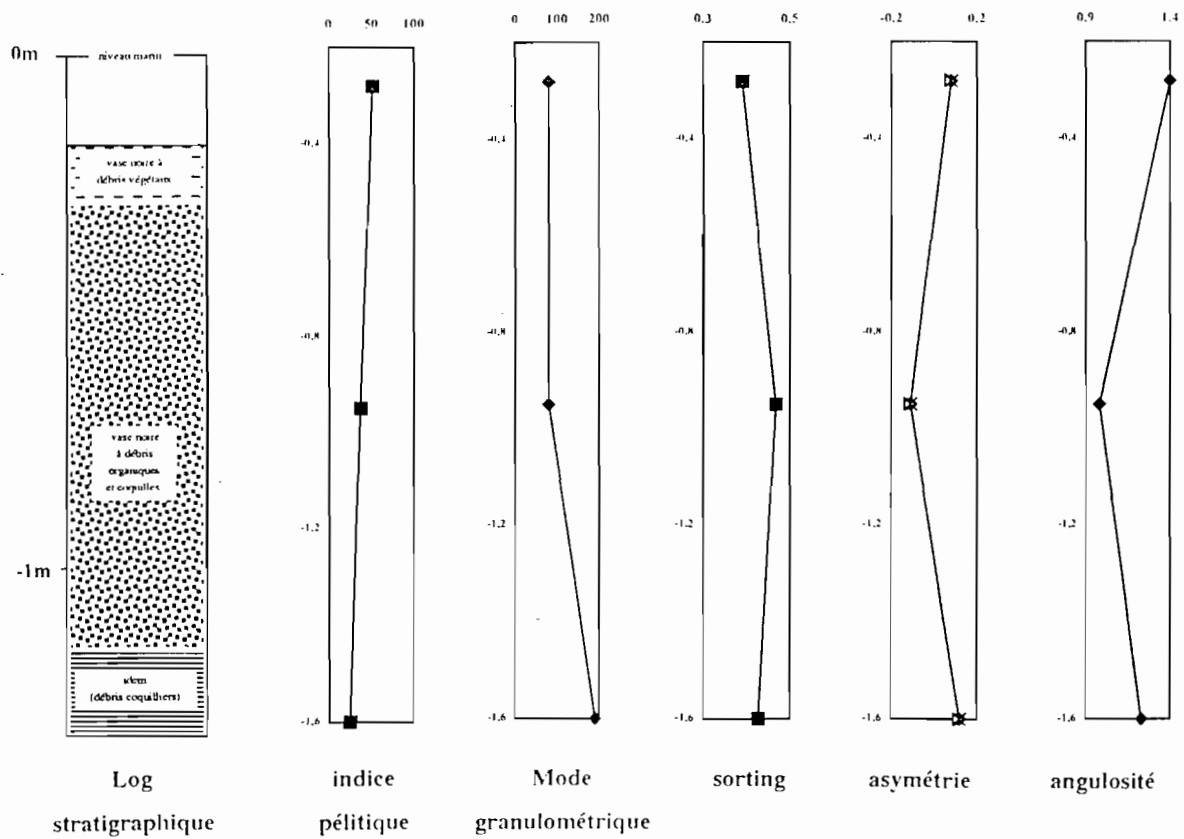 0 50 100
0 100 200
0.3 0.5
-0.2 0.2
0.9 1.4
0m
niveau marin
-0,4
-0,4
-0,4
-0,4
-0,4
vase noire à
débris végétaux
-0,8
-0,8
-0,8
-0,8
-0,8
vase noire
à débris
organiques
et coquilles
-1,2
-1,2
-1,2
-1,2
-1,2
-1m
idem
(débris coquilliers)
-1,6
-1,6
-1,6
-1,6
-1,6
Log
stratigraphique
indice
pélitique
Mode
granulométrique
sorting
asymétrie
angulosité